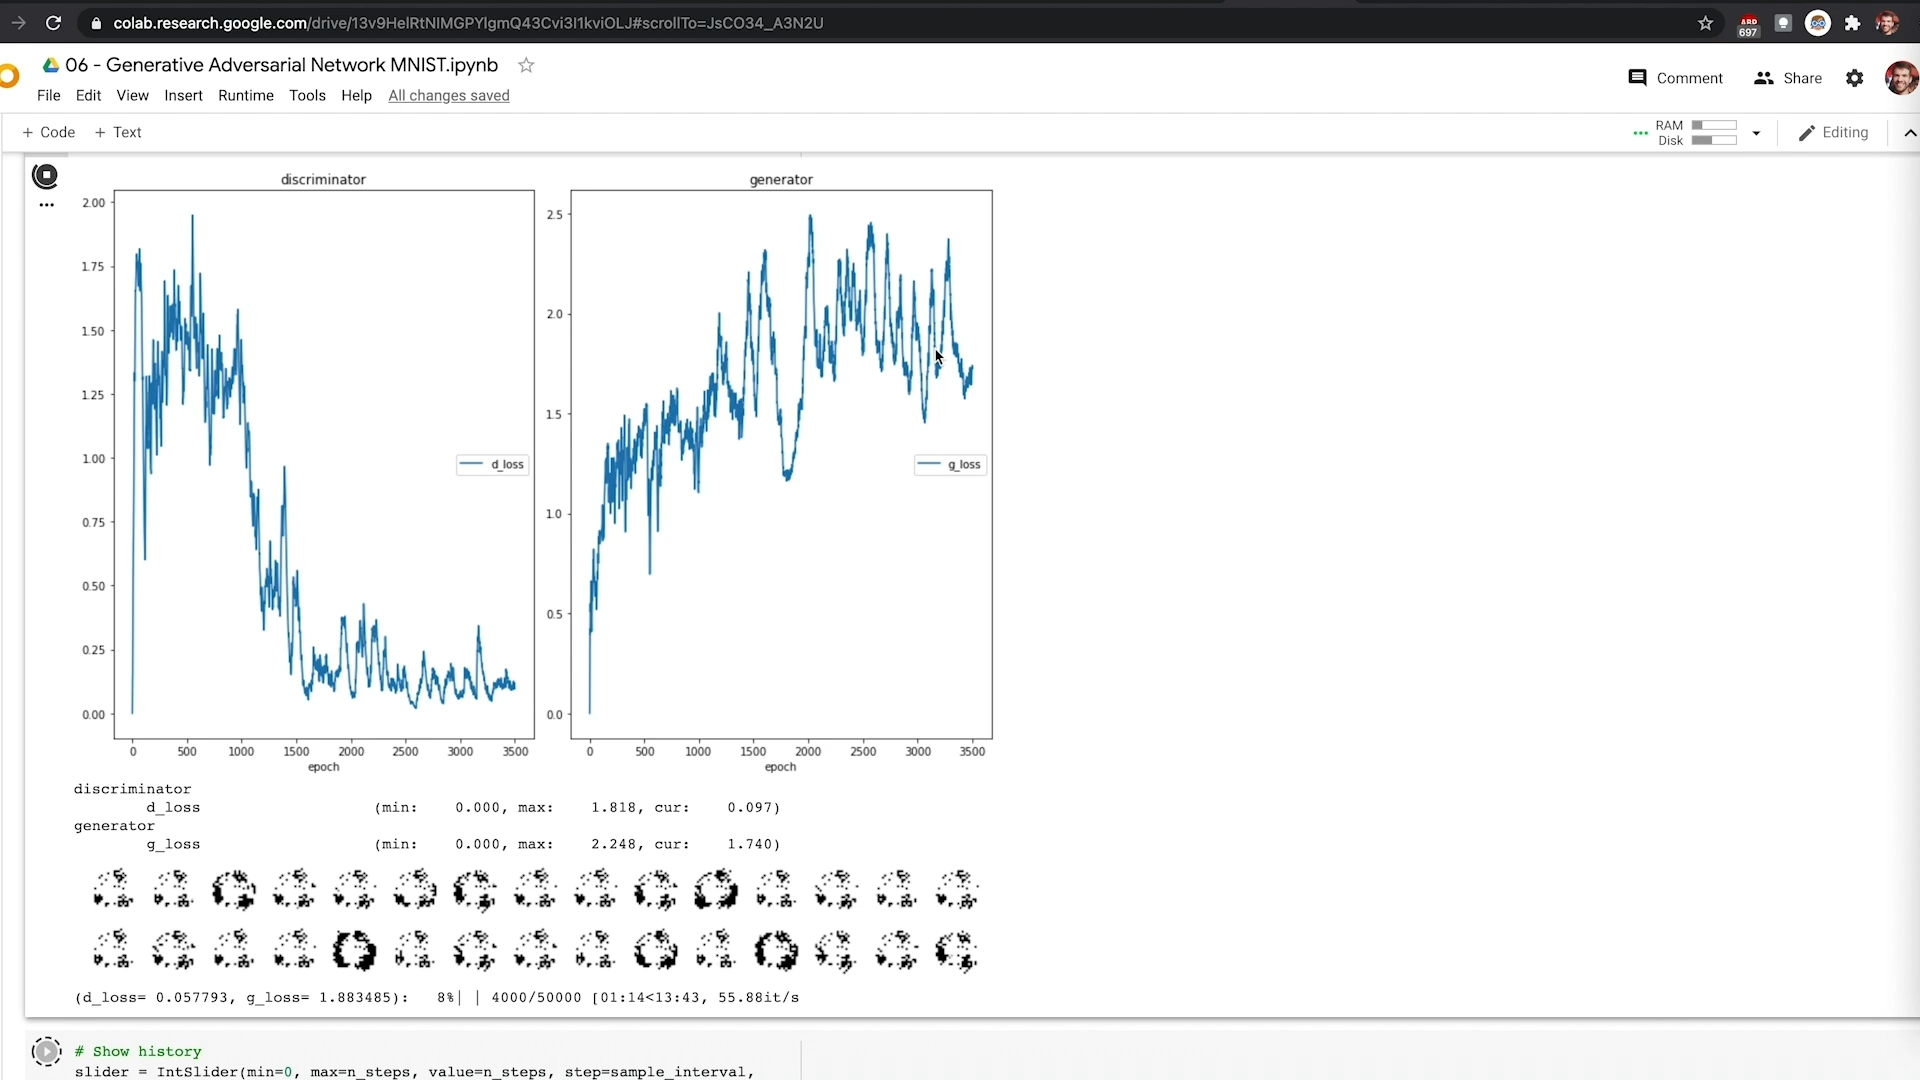 colab.research.google.com/drive/13v9HelRtNIMGPYlgmQ43Cvi3I1kviOLJ#scrollTo=JsCO34_A3N2U
ABP
697
06 - Generative Adversarial Network MNIST.ipynb
File Edit View Insert Runtime Tools Help All changes saved
Comment Share
+ Code + Text
RAM
Disk
Editing
discriminator
2.00
1.75
1.50
1.25
1.00
0.75
0.50
0.25
0.00
d_loss
0 500 1000 1500 2000 2500 3000 3500
epoch
generator
2.5
2.0
1.5
1.0
0.5
0.0
g_loss
0 500 1000 1500 2000 2500 3000 3500
epoch
discriminator
d_loss (min: 0.000, max: 1.818, cur: 0.097)
generator
g_loss (min: 0.000, max: 2.248, cur: 1.740)
(d_loss= 0.057793, g_loss= 1.883485): 8%| | 4000/50000 [01:14<13:43, 55.88it/s
# Show history
slider = IntSlider(min=0, max=n_steps, value=n_steps, step=sample_interval,